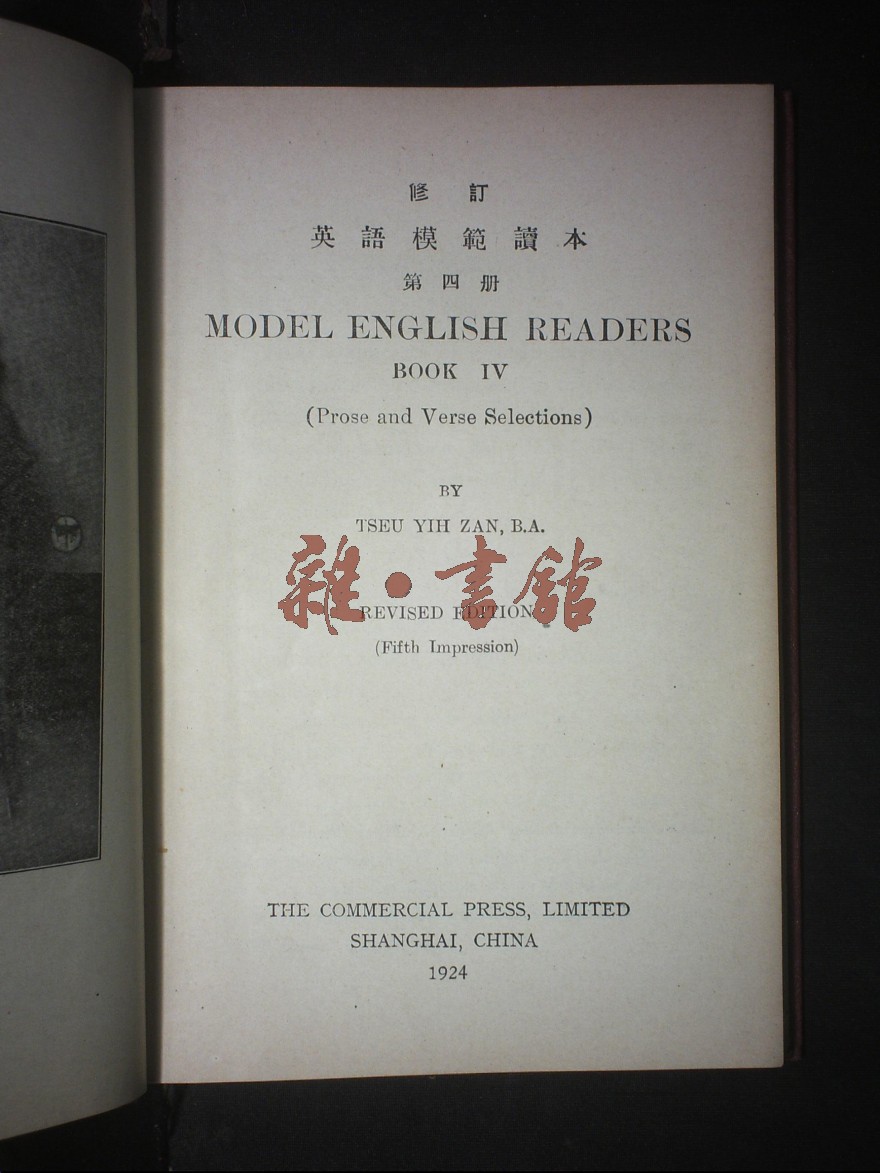 修訂
英語模範讀本
第四册
MODEL ENGLISH READERS
BOOK IV
(Prose and Verse Selections)
BY
TSEU YIH ZAN, B.A.
雜·書館
REVISED EDITION
(Fifth Impression)
THE COMMERCIAL PRESS, LIMITED
SHANGHAI, CHINA
1924